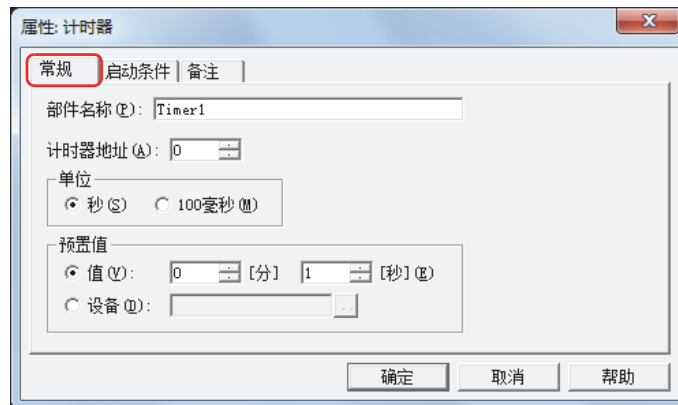 属性: 计时器
常规 启动条件 备注
部件名称(P): Timer1
计时器地址(A): 0
单位
秒(S) 100毫秒(M)
预置值
值(V): 0 [分] 1 [秒](E)
设备(D): ..
确定 取消 帮助